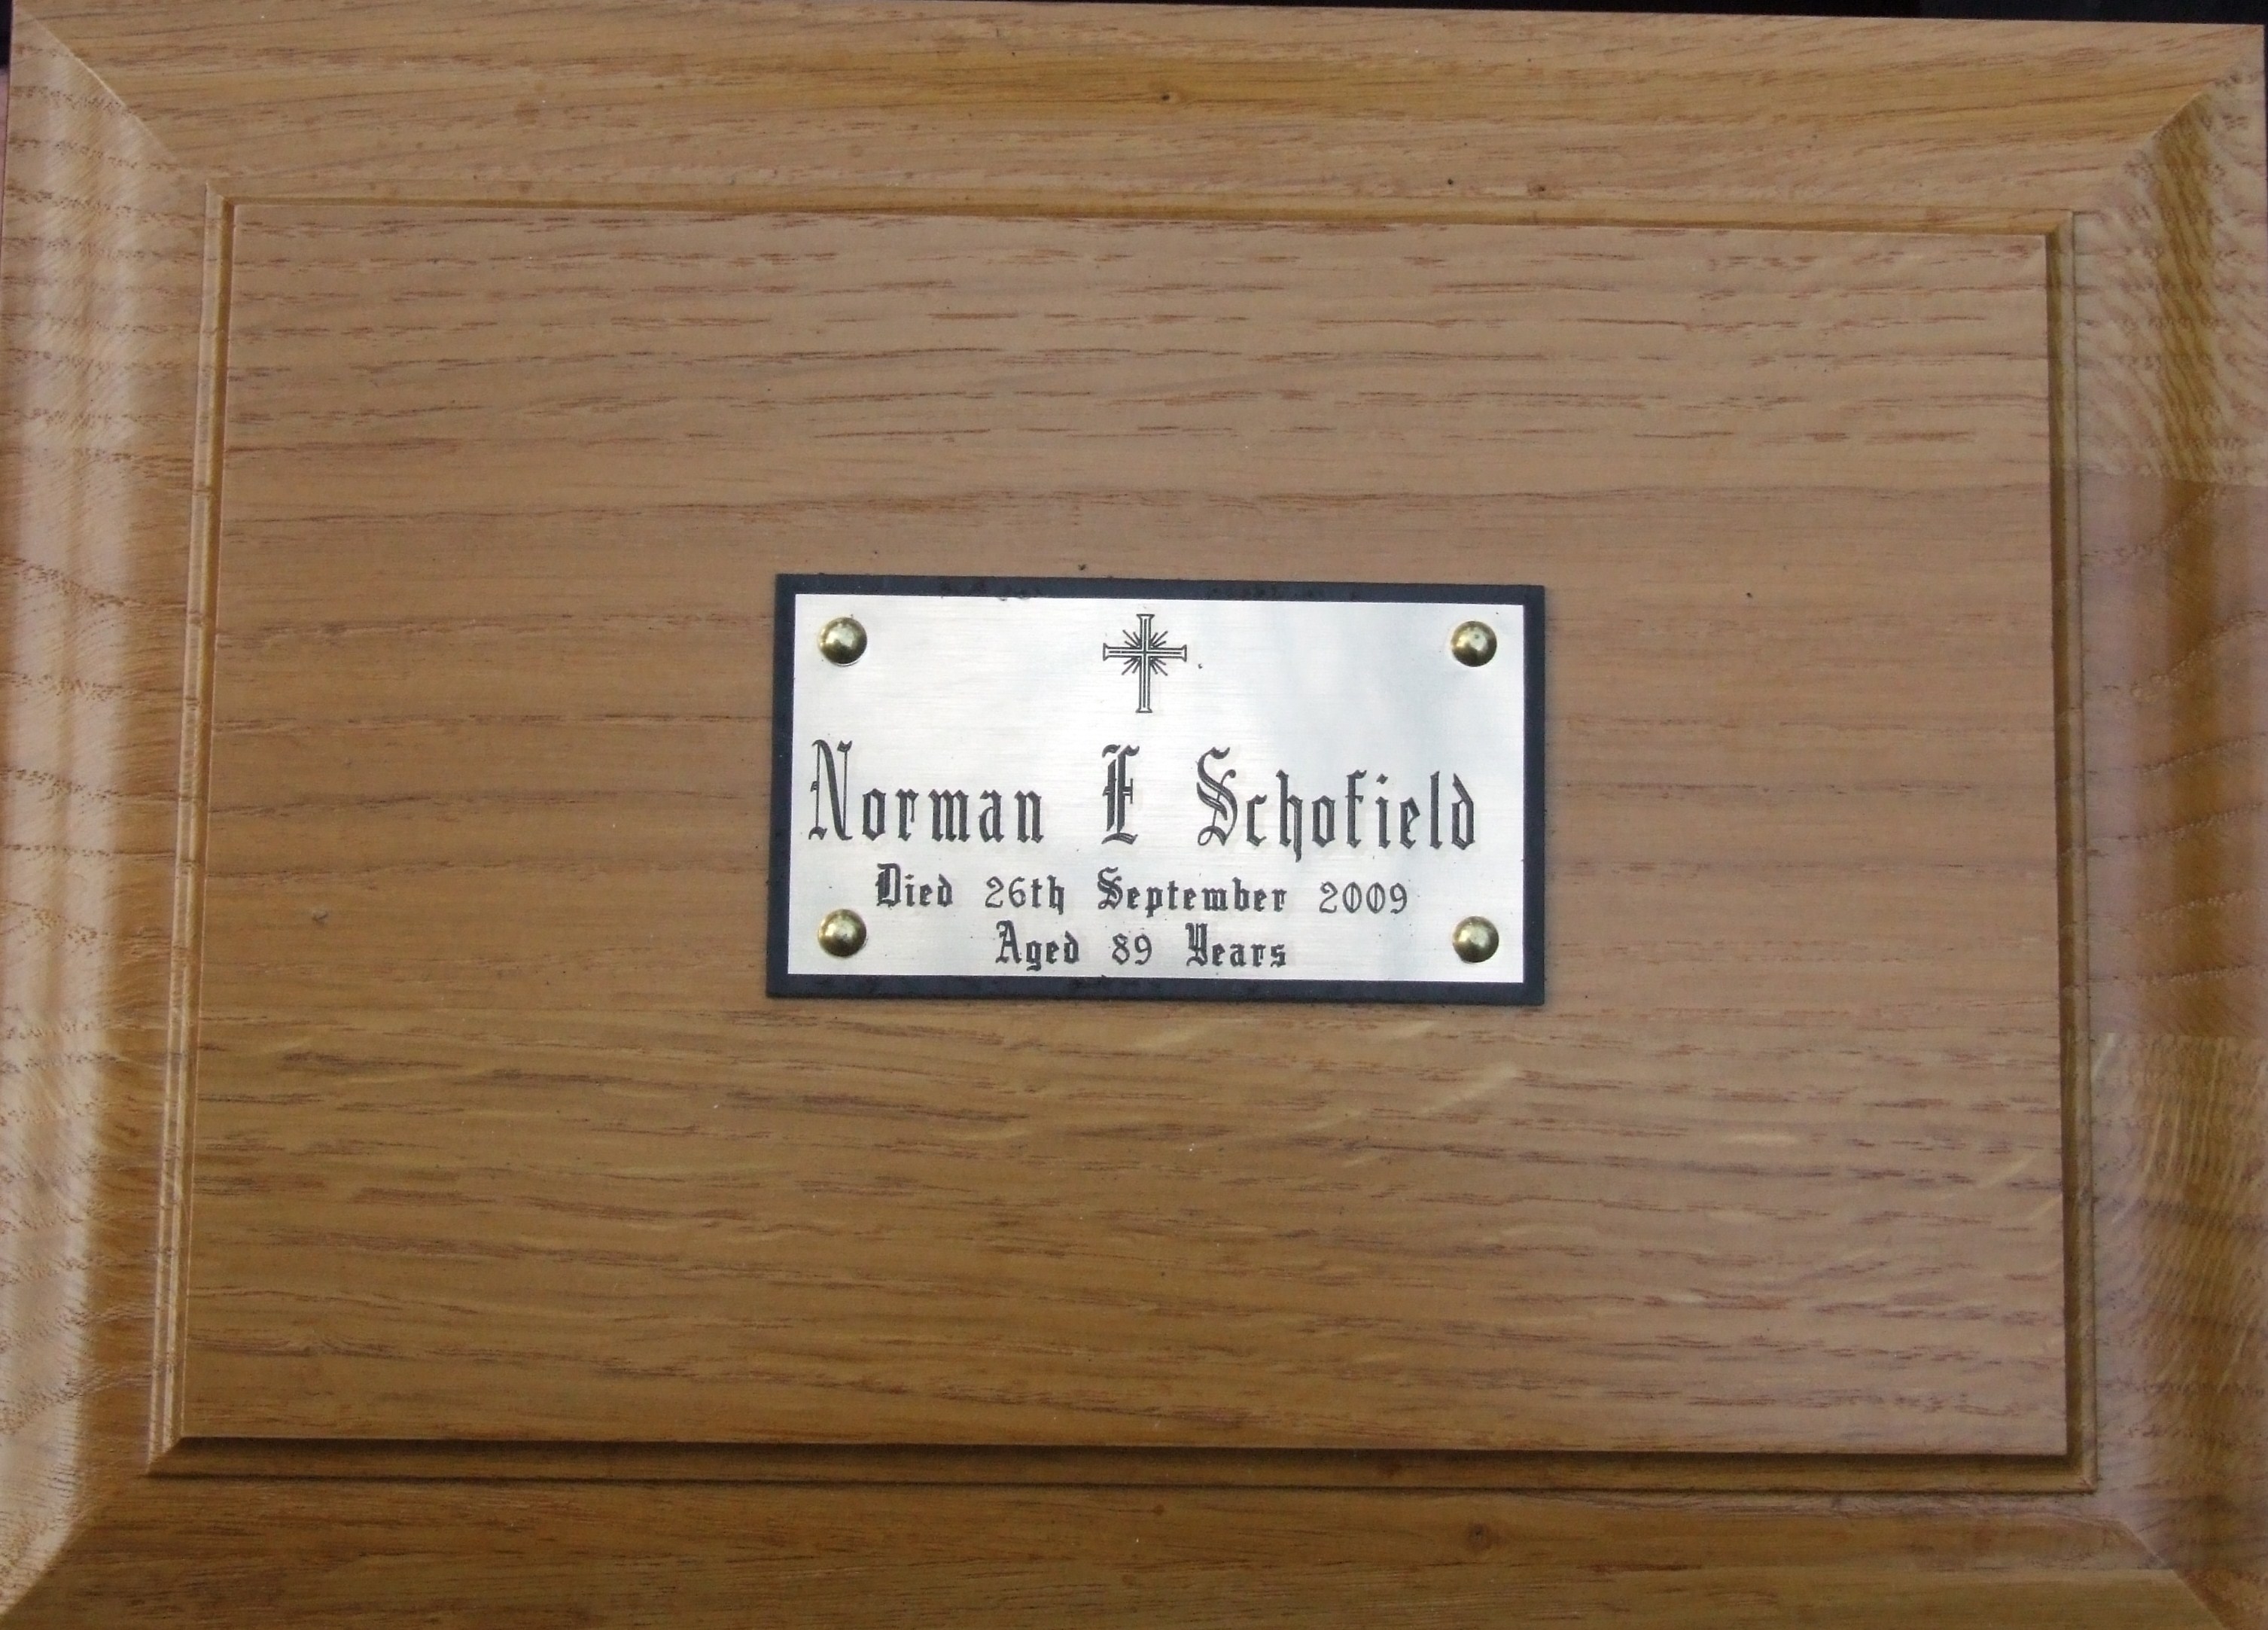 Norman E Schofield
Died 26th September 2009
Aged 89 Years